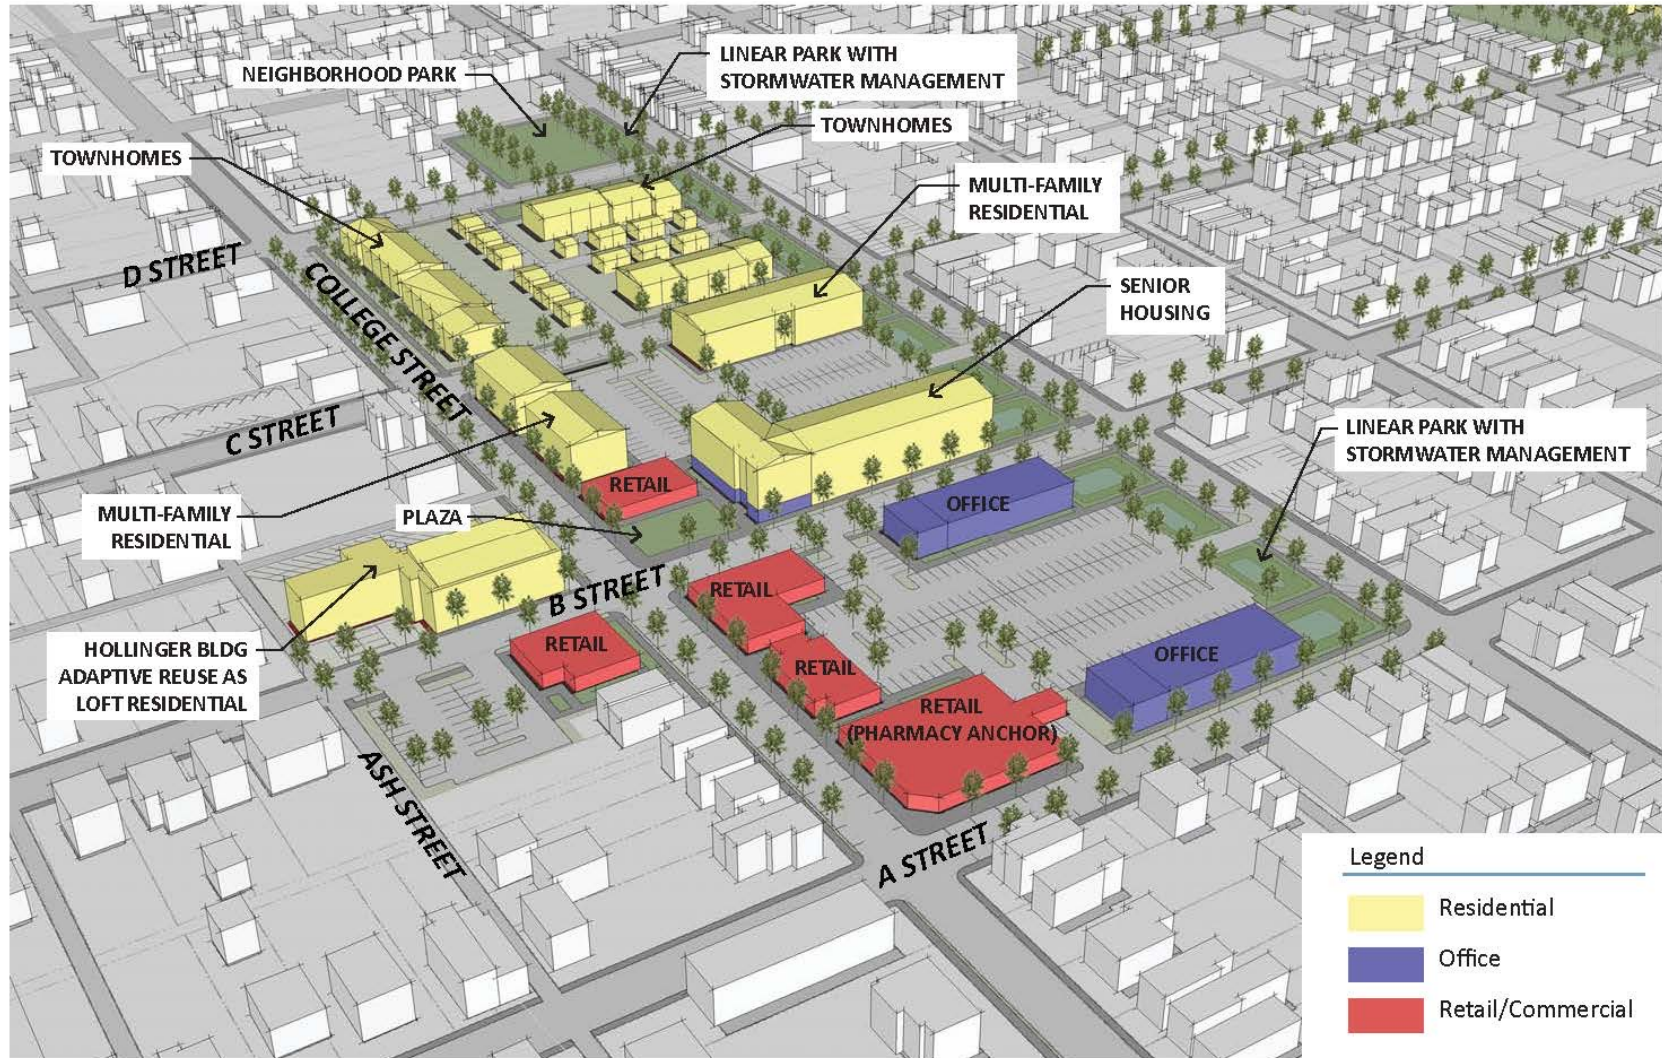 LINEAR PARK WITH
STORMWATER MANAGEMENT
NEIGHBORHOOD PARK
TOWNHOMES
TOWNHOMES
MULTI-FAMILY
RESIDENTIAL
D STREET
COLLEGE STREET
SENIOR
HOUSING
C STREET
LINEAR PARK WITH
STORMWATER MANAGEMENT
RETAIL
OFFICE
MULTI-FAMILY
RESIDENTIAL
PLAZA
B STREET
RETAIL
HOLLINGER BLDG
ADAPTIVE REUSE AS
LOFT RESIDENTIAL
RETAIL
RETAIL
OFFICE
RETAIL
(PHARMACY ANCHOR)
ASH STREET
A STREET
Legend
Residential
Office
Retail/Commercial